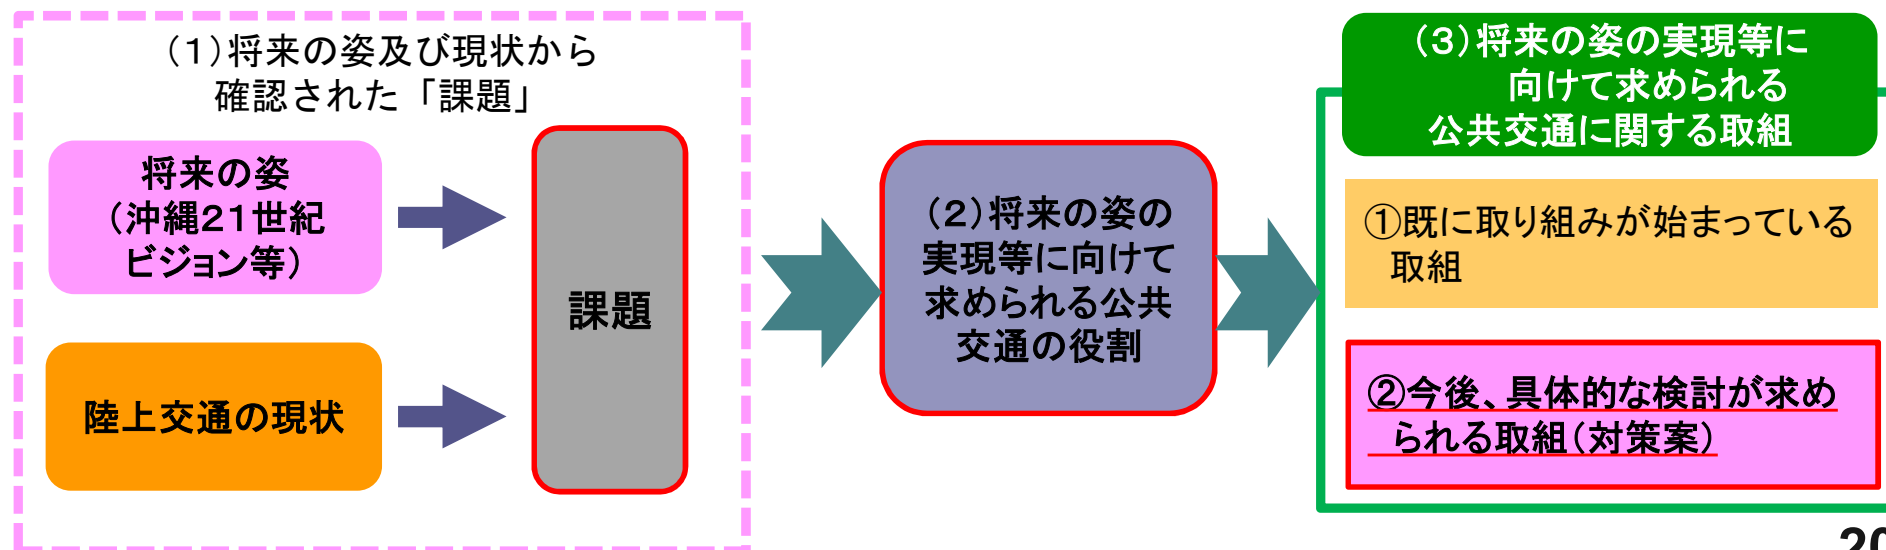 （１）将来の姿及び現状から
確認された「課題」
将来の姿
（沖縄２１世紀
ビジョン等）
陸上交通の現状
課題
（２）将来の姿の
実現等に向けて
求められる公共
交通の役割
（３）将来の姿の実現等に
向けて求められる
公共交通に関する取組
①既に取り組みが始まっている
取組
②今後、具体的な検討が求め
られる取組（対策案）
20